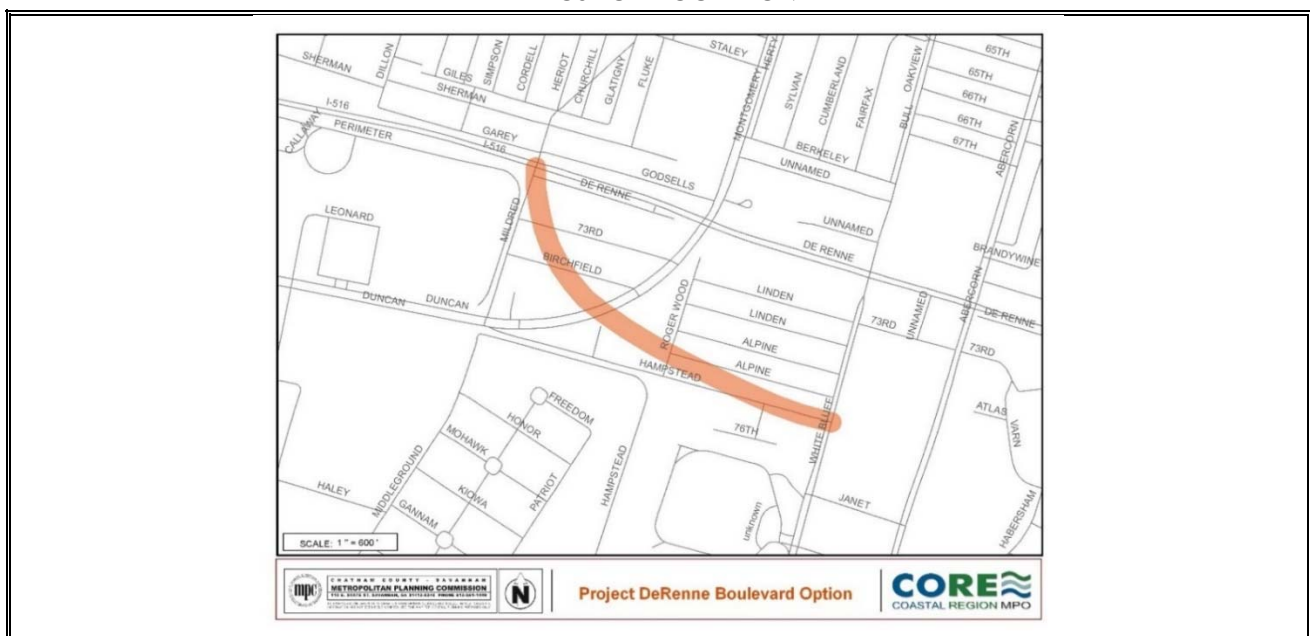 STALEY
SHERMAN
DILLON
GILES
SIMPSON
CORDELL
HERIOT
CHURCHILL
GLATIGNY
FLUKE
MONTGOMERY
SYLVAN
CUMBERLAND
FAIRFAX
BULL
OAKVIEW
65TH
65TH
66TH
66TH
67TH
ABERCORN
SHERMAN
I-516
PERIMETER
CALLAWAY
GAREY
I-516
GODSELLS
DE RENNE
BERKELEY
UNNAMED
UNNAMED
DE RENNE
BRANDYWINE
LEONARD
MILDRED
73RD
BIRCHFIELD
DUNCAN
DUNCAN
ROGER WOOD
LINDEN
LINDEN
ALPINE
ALPINE
HAMPSTEAD
73RD
UNNAMED
ABERCORN
DE RENNE
73RD
ATLAS
VARN
FREEDOM
HONOR
MOHAWK
KIOWA
GANNAM
PATRIOT
HAMPSTEAD
MIDDLEGROUND
HALEY
76TH
WHITE BLUFF
JANET
unknown
HABERSHAM
SCALE: 1" = 600'
mpc
CHATHAM COUNTY - SAVANNAH
METROPOLITAN PLANNING COMMISSION
N
Project DeRenne Boulevard Option
CORE
COASTAL REGION MPO